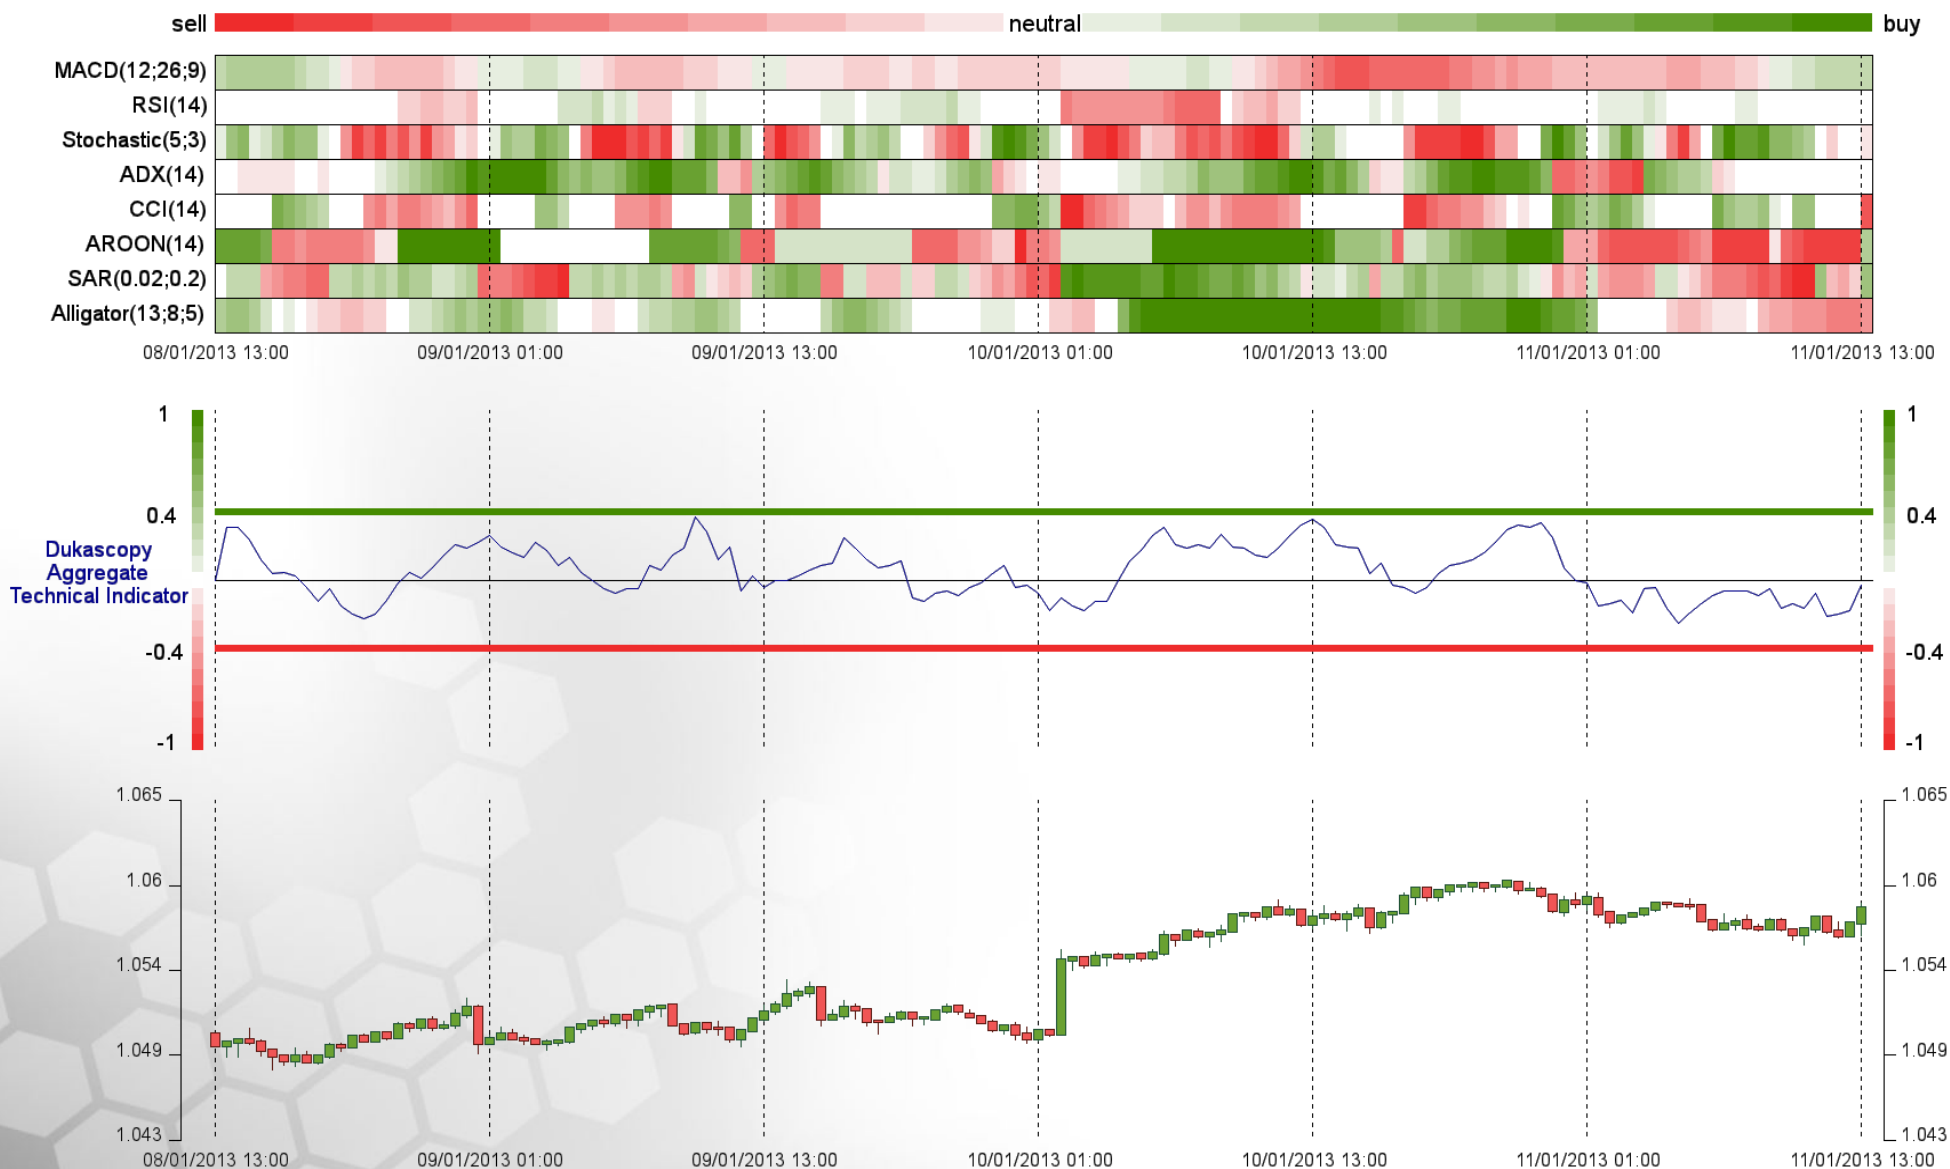 sell neutral buy
MACD(12;26;9)
RSI(14)
Stochastic(5;3)
ADX(14)
CCI(14)
AROON(14)
SAR(0.02;0.2)
Alligator(13;8;5)
08/01/2013 13:00 09/01/2013 01:00 09/01/2013 13:00 10/01/2013 01:00 10/01/2013 13:00 11/01/2013 01:00 11/01/2013 13:00
1 1
0.4 0.4
Dukascopy
Aggregate
Technical Indicator
-0.4 -0.4
-1 -1
1.065 1.065
1.06 1.06
1.054 1.054
1.049 1.049
1.043 1.043
08/01/2013 13:00 09/01/2013 01:00 09/01/2013 13:00 10/01/2013 01:00 10/01/2013 13:00 11/01/2013 01:00 11/01/2013 13:00